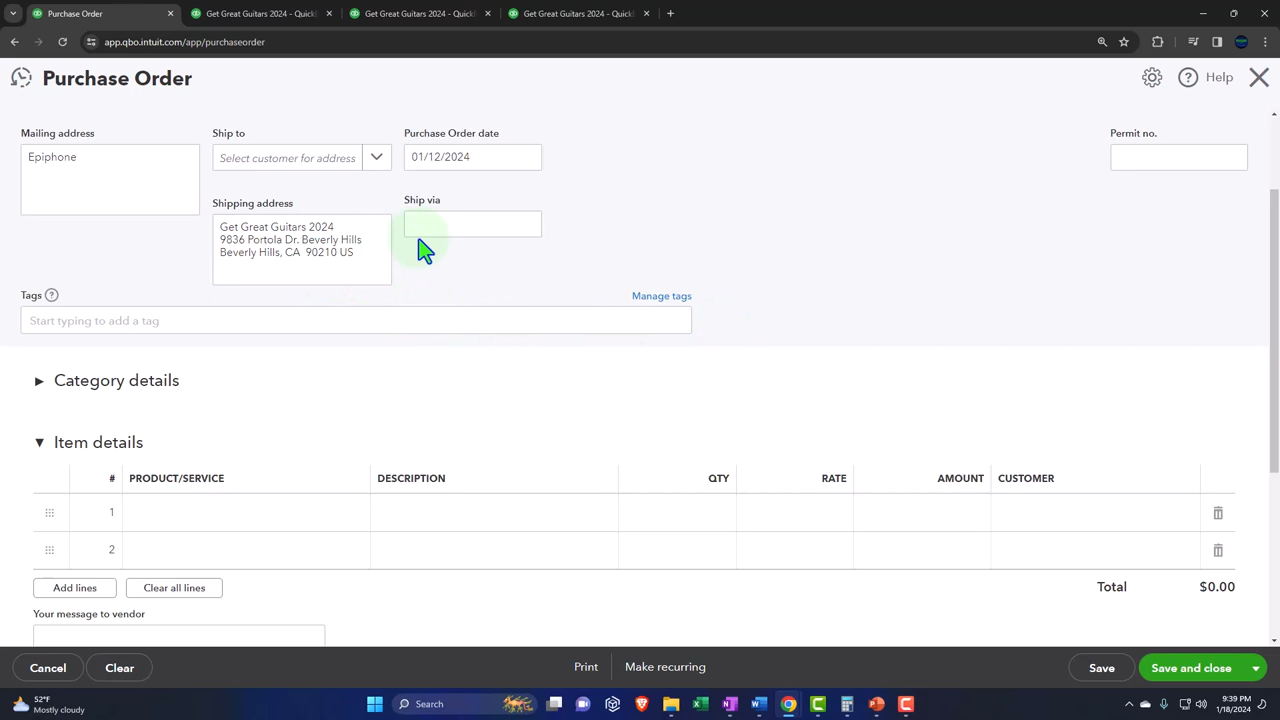 Purchase Order
Get Great Guitars 2024 - Quick
Get Great Guitars 2024 - Quick
Get Great Guitars 2024 - Quick
app.qbo.intuit.com/app/purchaseorder
Purchase Order
Help
Mailing address
Ship to
Purchase Order date
Permit no.
Epiphone
Select customer for address
01/12/2024
Shipping address
Ship via
Get Great Guitars 2024
9836 Portola Dr. Beverly Hills
Beverly Hills, CA 90210 US
Tags
Manage tags
Start typing to add a tag
Category details
Item details
# PRODUCT/SERVICE DESCRIPTION QTY RATE AMOUNT CUSTOMER
1
2
Add lines
Clear all lines
Total $0.00
Your message to vendor
Cancel
Clear
Print
Make recurring
Save
Save and close
52°F
Mostly cloudy
Search
9:39 PM
1/18/2024